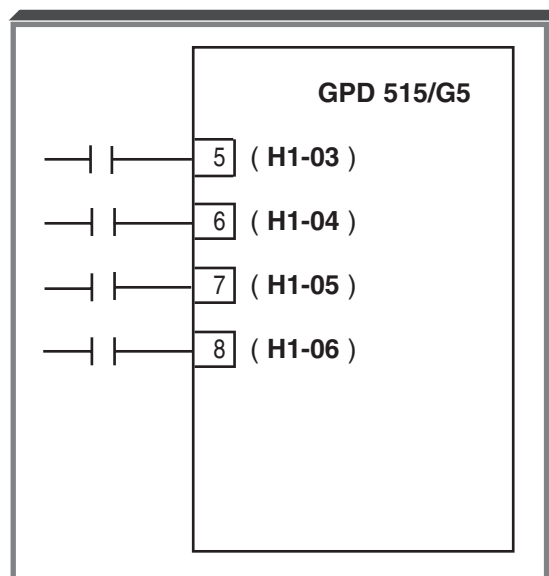 GPD 515/G5
5 ( H1-03 )
6 ( H1-04 )
7 ( H1-05 )
8 ( H1-06 )